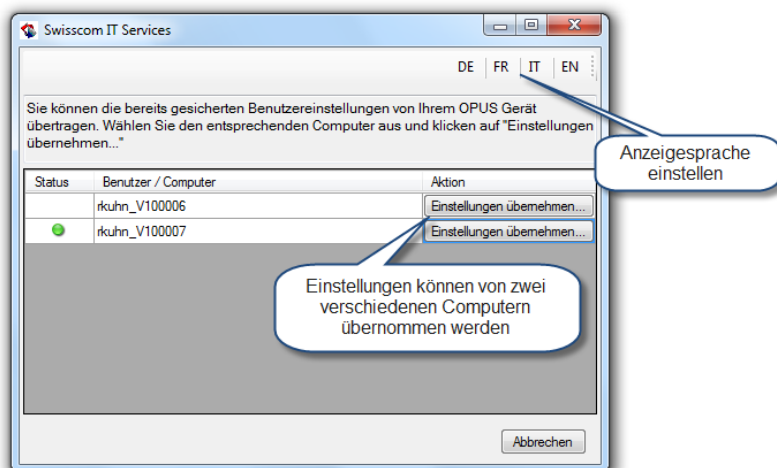 Swisscom IT Services
DE FR IT EN
Sie können die bereits gesicherten Benutzereinstellungen von Ihrem OPUS Gerät
übertragen. Wählen Sie den entsprechenden Computer aus und klicken auf "Einstellungen
übernehmen..."
Anzeigesprache
einstellen
Status Benutzer / Computer Aktion
rkuhn_V100006 Einstellungen übernehmen...
rkuhn_V100007 Einstellungen übernehmen...
Einstellungen können von zwei
verschiedenen Computern
übernommen werden
Abbrechen